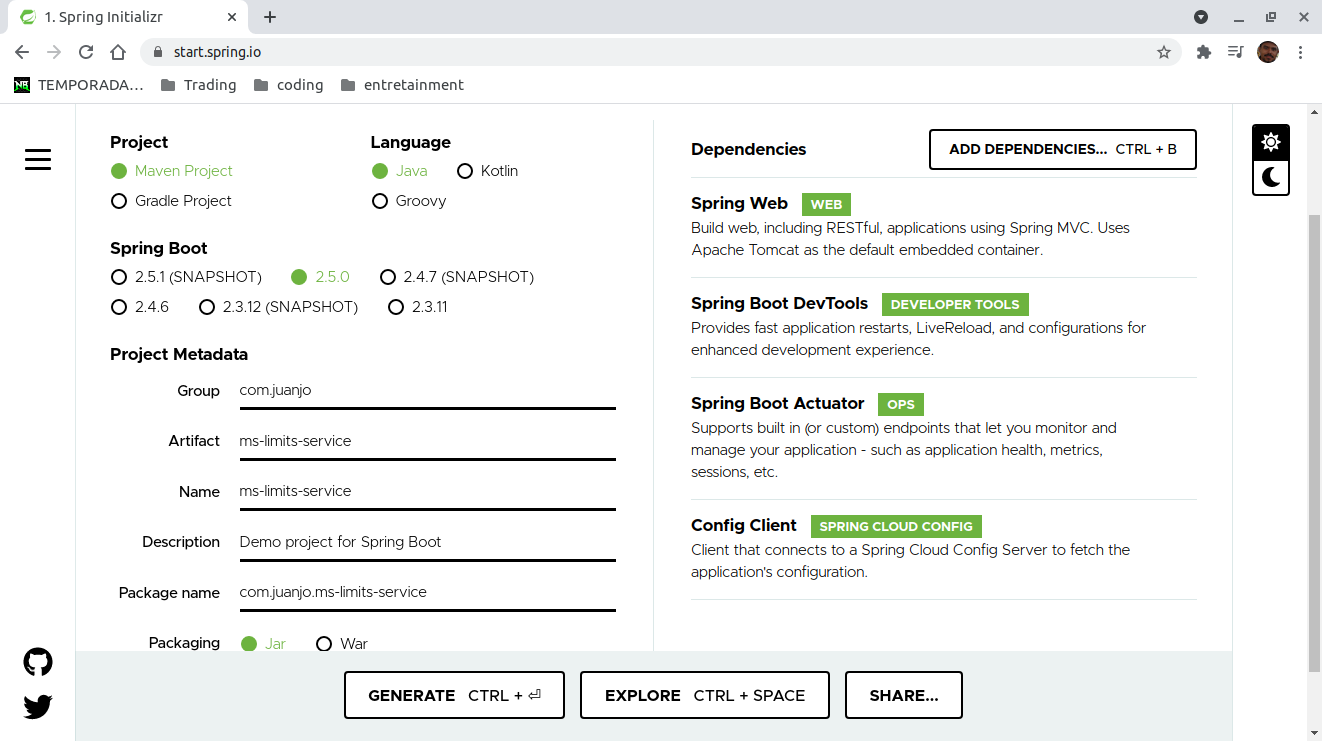 1. Spring Initializr
start.spring.io
TEMPORADA...
Trading
coding
entretainment
Project
Maven Project
Gradle Project
Language
Java
Kotlin
Groovy
Spring Boot
2.5.1 (SNAPSHOT)
2.5.0
2.4.7 (SNAPSHOT)
2.4.6
2.3.12 (SNAPSHOT)
2.3.11
Project Metadata
Group com.juanjo
Artifact ms-limits-service
Name ms-limits-service
Description Demo project for Spring Boot
Package name com.juanjo.ms-limits-service
Packaging Jar War
Dependencies
ADD DEPENDENCIES... CTRL + B
Spring Web WEB
Build web, including RESTful, applications using Spring MVC. Uses
Apache Tomcat as the default embedded container.
Spring Boot DevTools DEVELOPER TOOLS
Provides fast application restarts, LiveReload, and configurations for
enhanced development experience.
Spring Boot Actuator OPS
Supports built in (or custom) endpoints that let you monitor and
manage your application - such as application health, metrics,
sessions, etc.
Config Client SPRING CLOUD CONFIG
Client that connects to a Spring Cloud Config Server to fetch the
application's configuration.
GENERATE CTRL + ⏎
EXPLORE CTRL + SPACE
SHARE...